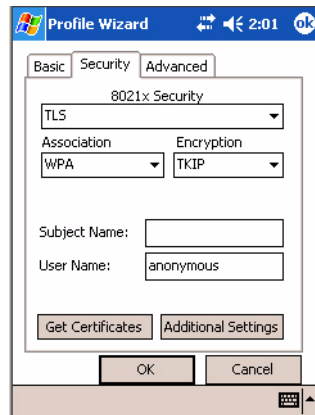 Profile Wizard 2:01 ok
Basic Security Advanced
8021x Security
TLS
Association Encryption
WPA TKIP
Subject Name:
User Name: anonymous
Get Certificates Additional Settings
OK Cancel